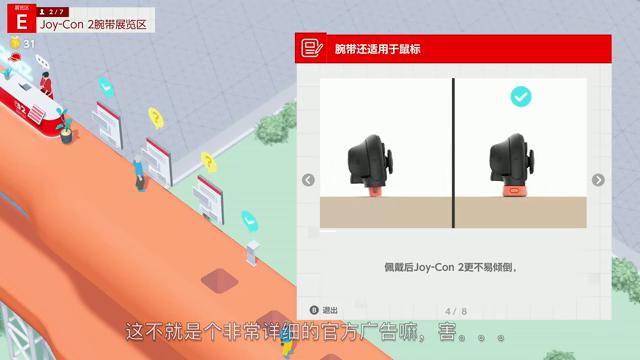 展览区
E
2 / 7
Joy-Con 2腕带展览区
31
腕带还适用于鼠标
佩戴后Joy-Con 2更不易倾倒。
B 退出
4 / 8
这不就是个非常详细的官方广告嘛，害。。。